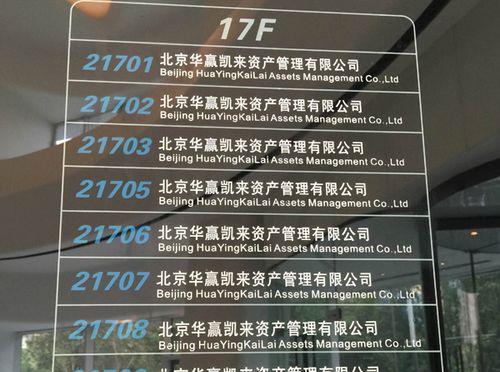 17F
21701 北京华赢凯来资产管理有限公司
Beijing HuaYingKaiLai Assets Management Co.,Ltd
21702 北京华赢凯来资产管理有限公司
Beijing HuaYingKaiLai Assets Management Co.,Ltd
21703 北京华赢凯来资产管理有限公司
Beijing HuaYingKaiLai Assets Management Co.,Ltd
21705 北京华赢凯来资产管理有限公司
Beijing HuaYingKaiLai Assets Management Co.,Ltd
21706 北京华赢凯来资产管理有限公司
Beijing HuaYingKaiLai Assets Management Co.,Ltd
21707 北京华赢凯来资产管理有限公司
Beijing HuaYingKaiLai Assets Management Co.,Ltd
21708 北京华赢凯来资产管理有限公司
Beijing HuaYingKaiLai Assets Management Co.,Ltd